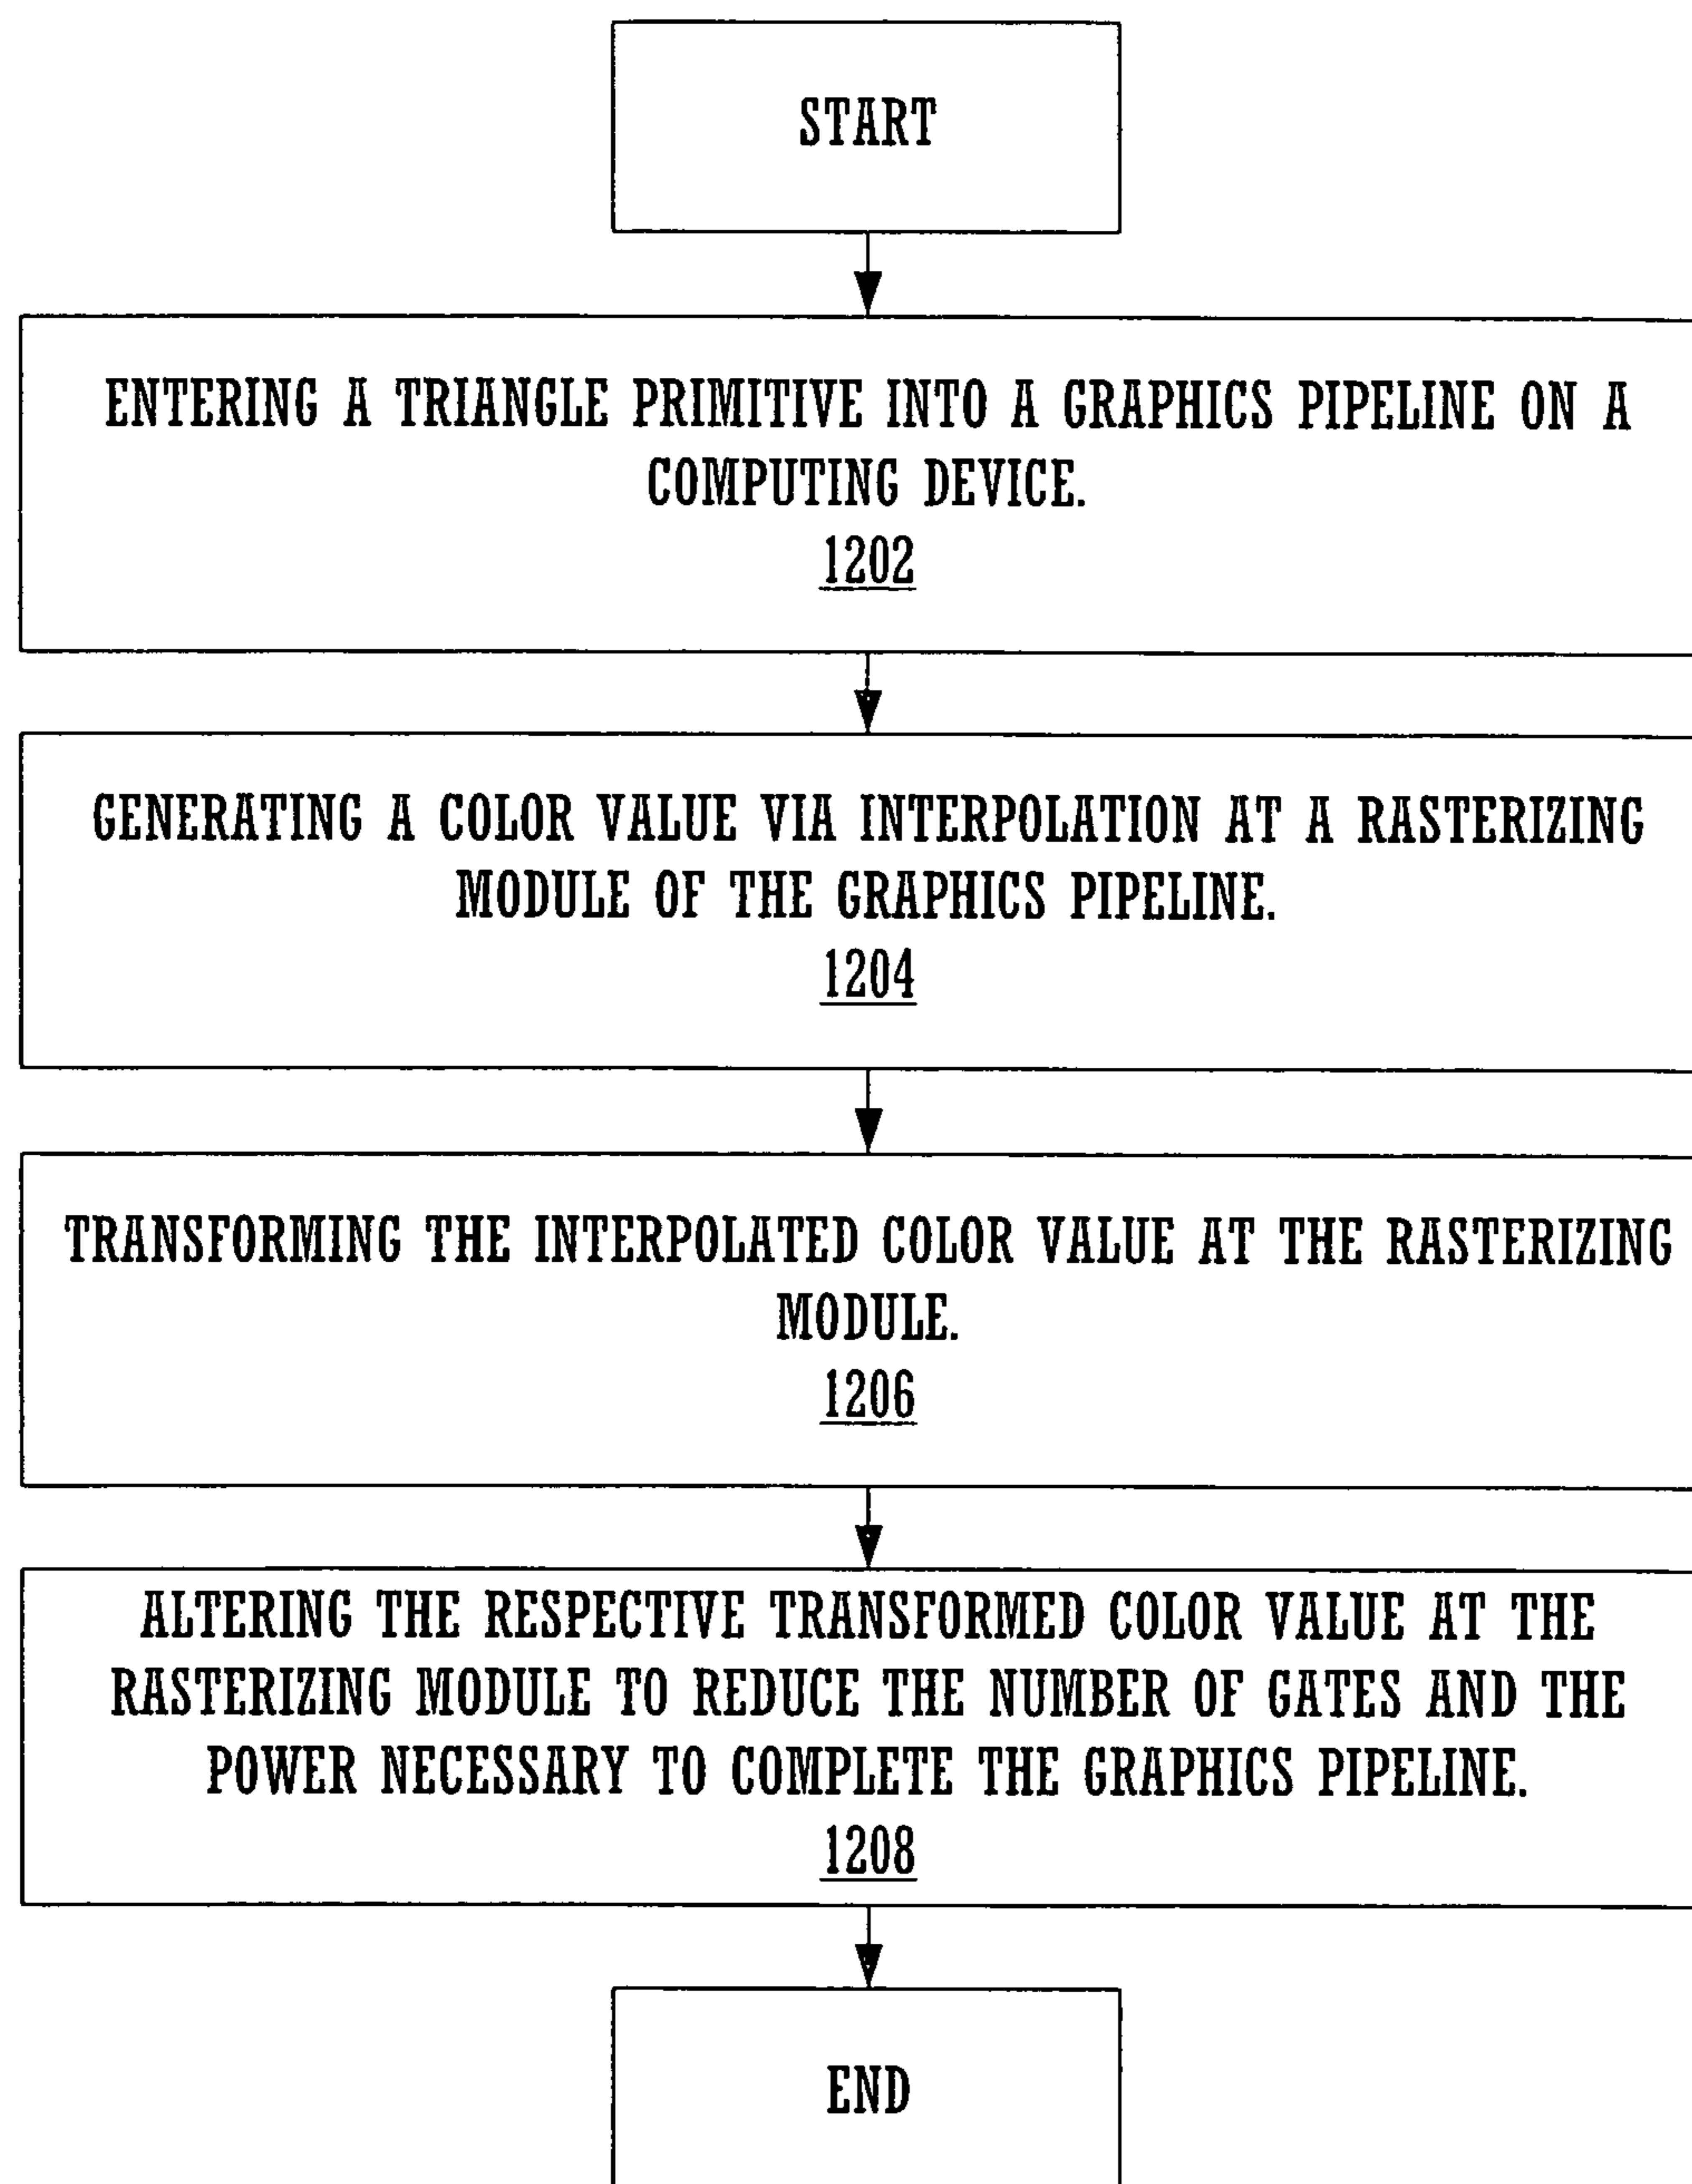 START
ENTERING A TRIANGLE PRIMITIVE INTO A GRAPHICS PIPELINE ON A
COMPUTING DEVICE.
1202
GENERATING A COLOR VALUE VIA INTERPOLATION AT A RASTERIZING
MODULE OF THE GRAPHICS PIPELINE.
1204
TRANSFORMING THE INTERPOLATED COLOR VALUE AT THE RASTERIZING
MODULE.
1206
ALTERING THE RESPECTIVE TRANSFORMED COLOR VALUE AT THE
RASTERIZING MODULE TO REDUCE THE NUMBER OF GATES AND THE
POWER NECESSARY TO COMPLETE THE GRAPHICS PIPELINE.
1208
END